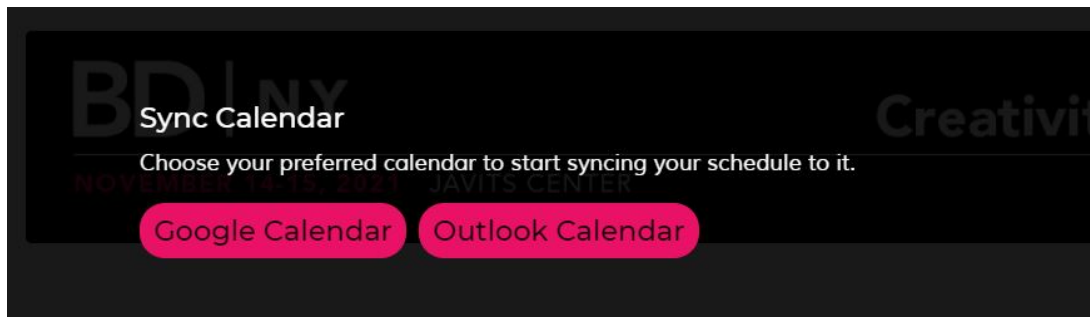 BD|NY
Creativi
Sync Calendar
Choose your preferred calendar to start syncing your schedule to it.
NOVEMBER 14-15, 2021 JAVITS CENTER
Google Calendar Outlook Calendar